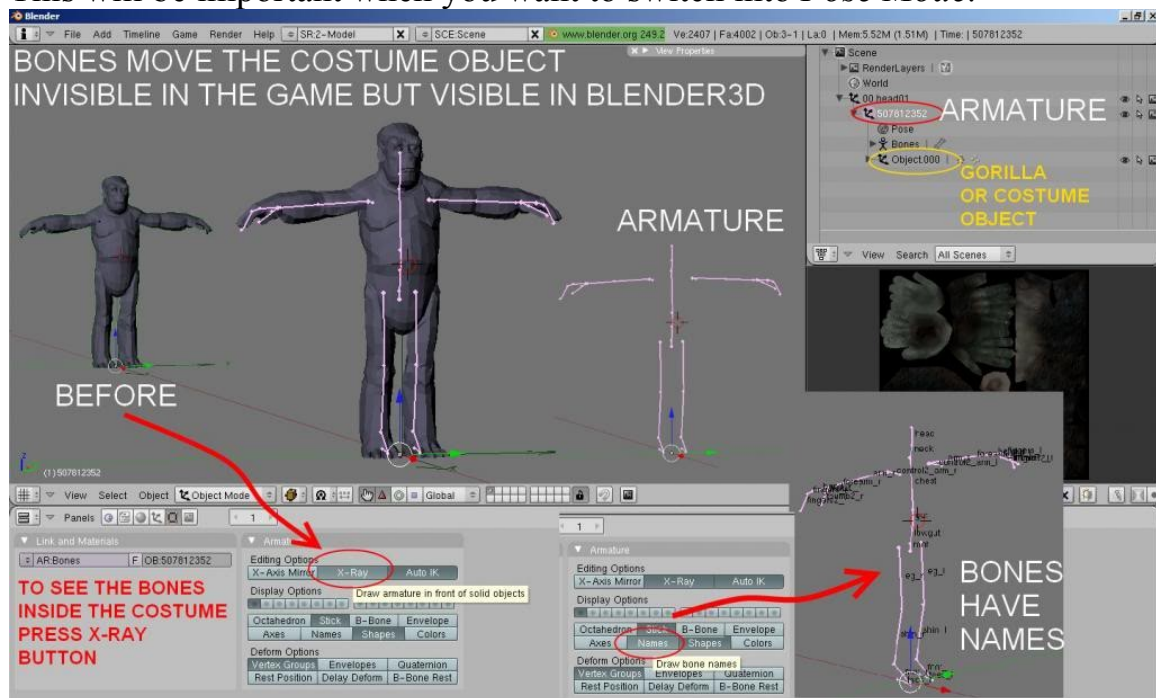 This will be important when you want to switch into Pose Mode.
Blender
File Add Timeline Game Render Help SR:2-Model X SCE:Scene X www.blender.org 249.2 Ve:2407 | Fa:4002 | Ob:3-1 | La:0 | Mem:5.52M (1.51M) | Time: | 507812352
View Properties
BONES MOVE THE COSTUME OBJECT
INVISIBLE IN THE GAME BUT VISIBLE IN BLENDER3D
Scene
RenderLayers
World
00.head01
507812352
ARMATURE
Pose
Bones
Object.000
GORILLA
OR COSTUME
OBJECT
View Search All Scenes
ARMATURE
BEFORE
(1) 507812352
View Select Object Object Mode Global
Panels 1
Link and Materials
AR:Bones F OB:507812352
TO SEE THE BONES
INSIDE THE COSTUME
PRESS X-RAY
BUTTON
Editing Options
X-Axis Mirror X-Ray Auto IK
Display Options
Draw armature in front of solid objects
Octahedron Stick B-Bone Envelope
Axes Names Shapes Colors
Deform Options
Vertex Groups Envelopes Quaternion
Rest Position Delay Deform B-Bone Rest
1
Armature
Editing Options
X-Axis Mirror X-Ray Auto IK
Display Options
Octahedron Stick B-Bone Envelope
Axes Names Shapes Colors
Deform Options
Draw bone names
Vertex Groups Envelopes Quaternion
Rest Position Delay Deform B-Bone Rest
neck
chest
BONES
HAVE
NAMES